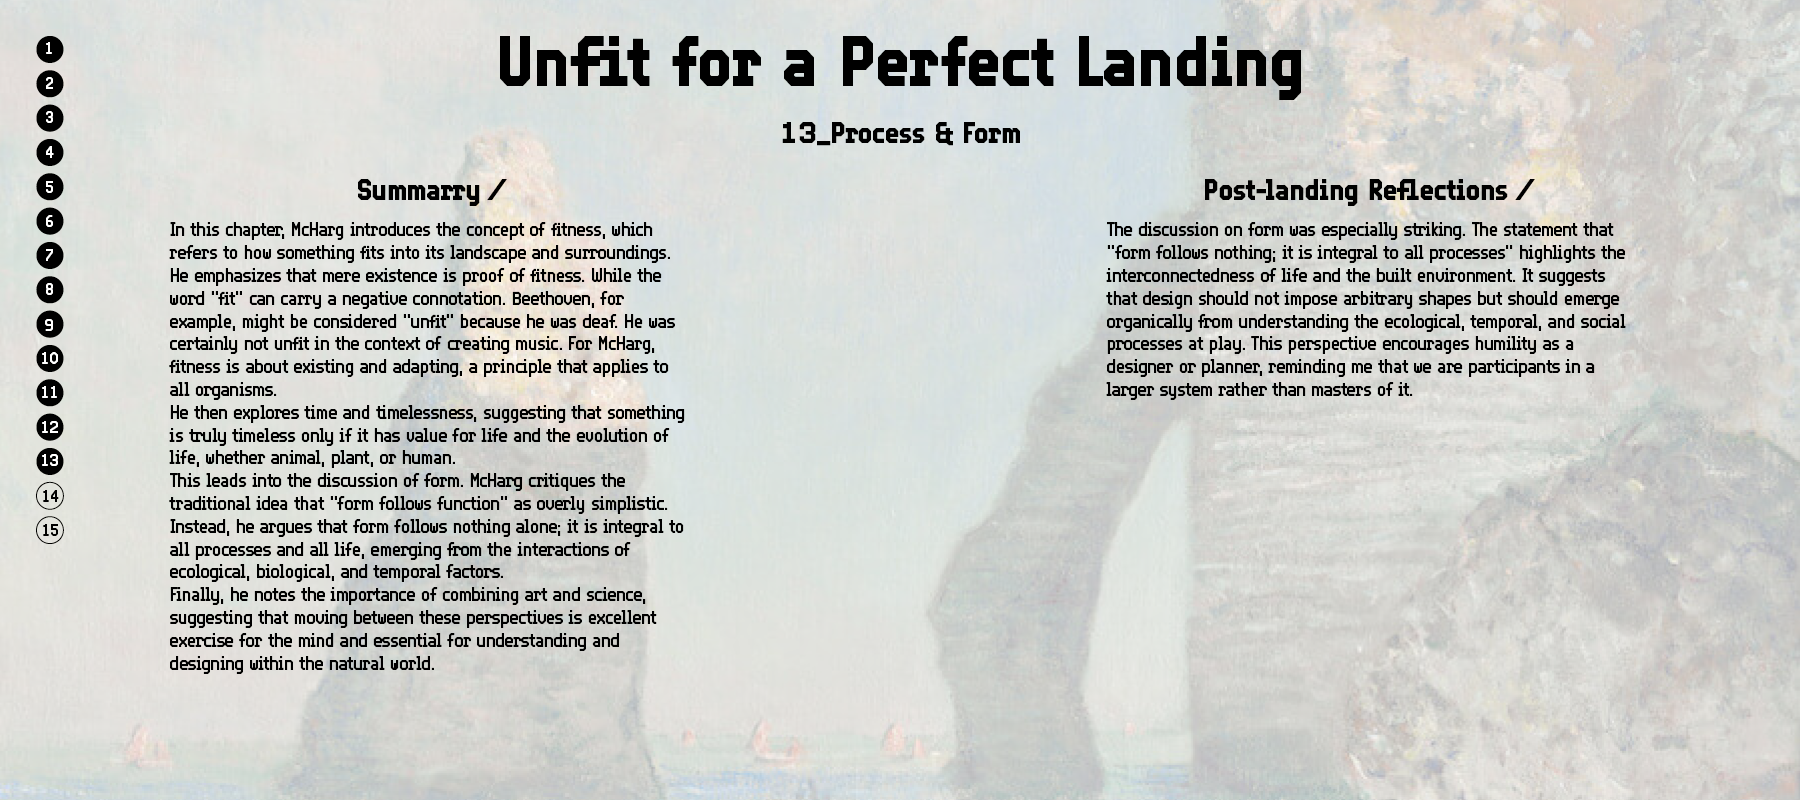 Unfit for a Perfect Landing
13_Process & Form
1
2
3
4
5
6
7
8
9
10
11
12
13
14
15
Summarry /
In this chapter, McHarg introduces the concept of fitness, which
refers to how something fits into its landscape and surroundings.
He emphasizes that mere existence is proof of fitness. While the
word "fit" can carry a negative connotation. Beethoven, for
example, might be considered "unfit" because he was deaf. He was
certainly not unfit in the context of creating music. For McHarg,
fitness is about existing and adapting, a principle that applies to
all organisms.
He then explores time and timelessness, suggesting that something
is truly timeless only if it has value for life and the evolution of
life, whether animal, plant, or human.
This leads into the discussion of form. McHarg critiques the
traditional idea that "form follows function" as overly simplistic.
Instead, he argues that form follows nothing alone; it is integral to
all processes and all life, emerging from the interactions of
ecological, biological, and temporal factors.
Finally, he notes the importance of combining art and science,
suggesting that moving between these perspectives is excellent
exercise for the mind and essential for understanding and
designing within the natural world.
Post-landing Reflections /
The discussion on form was especially striking. The statement that
"form follows nothing; it is integral to all processes" highlights the
interconnectedness of life and the built environment. It suggests
that design should not impose arbitrary shapes but should emerge
organically from understanding the ecological, temporal, and social
processes at play. This perspective encourages humility as a
designer or planner, reminding me that we are participants in a
larger system rather than masters of it.